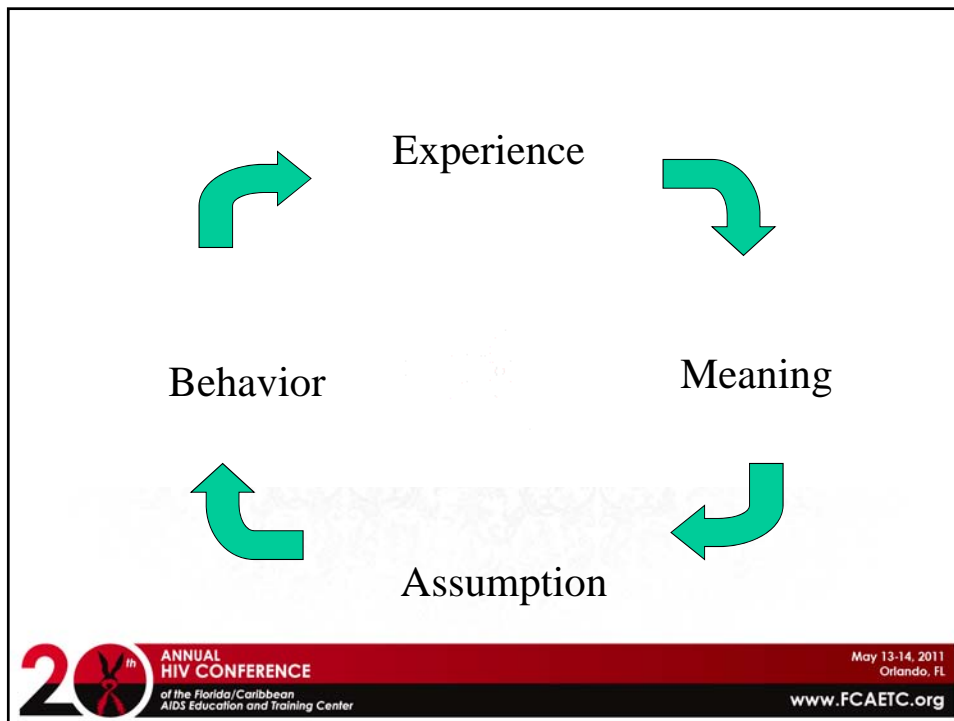 Experience
Behavior
Meaning
Assumption
20th
ANNUAL
HIV CONFERENCE
of the Florida/Caribbean
AIDS Education and Training Center
May 13-14, 2011
Orlando, FL
www.FCAETC.org